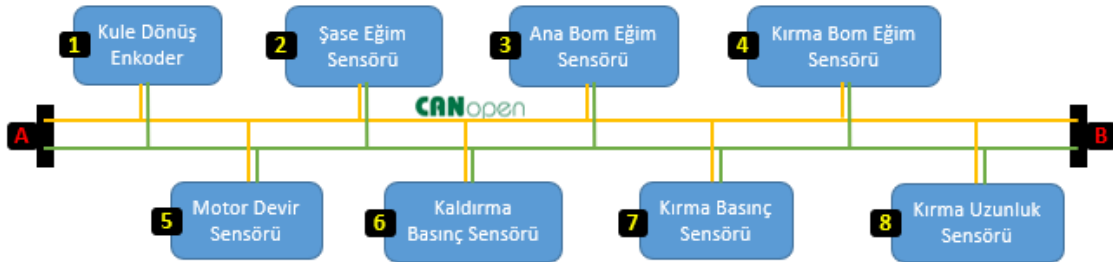 1
Kule Dönüş
Enkoder
2
Şase Eğim
Sensörü
3
Ana Bom Eğim
Sensörü
4
Kırma Bom Eğim
Sensörü
CANopen
A
B
5
Motor Devir
Sensörü
6
Kaldırma
Basınç Sensörü
7
Kırma Basınç
Sensörü
8
Kırma Uzunluk
Sensörü